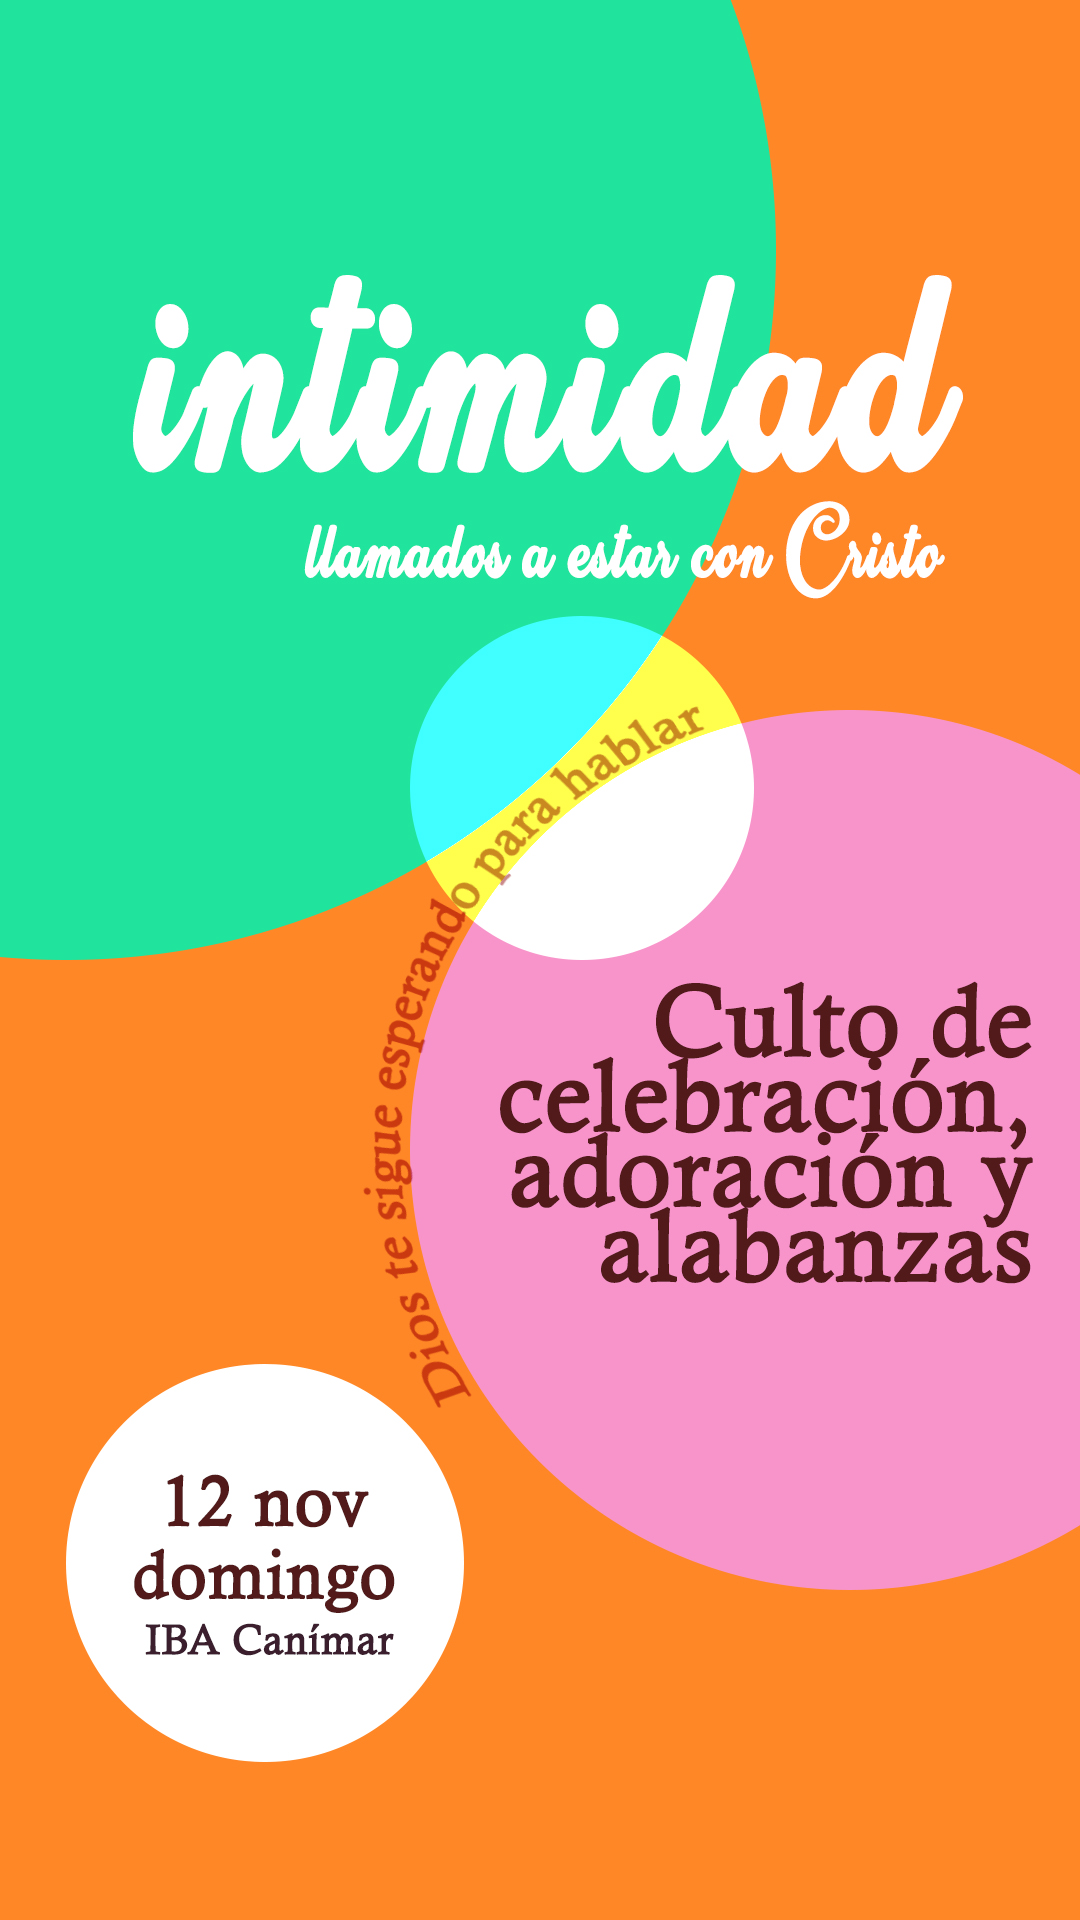 intimidad
llamados a estar con Cristo
Dios te sigue esperando para hablar
Culto de
celebración,
adoración y
alabanzas
12 nov
domingo
IBA Canímar